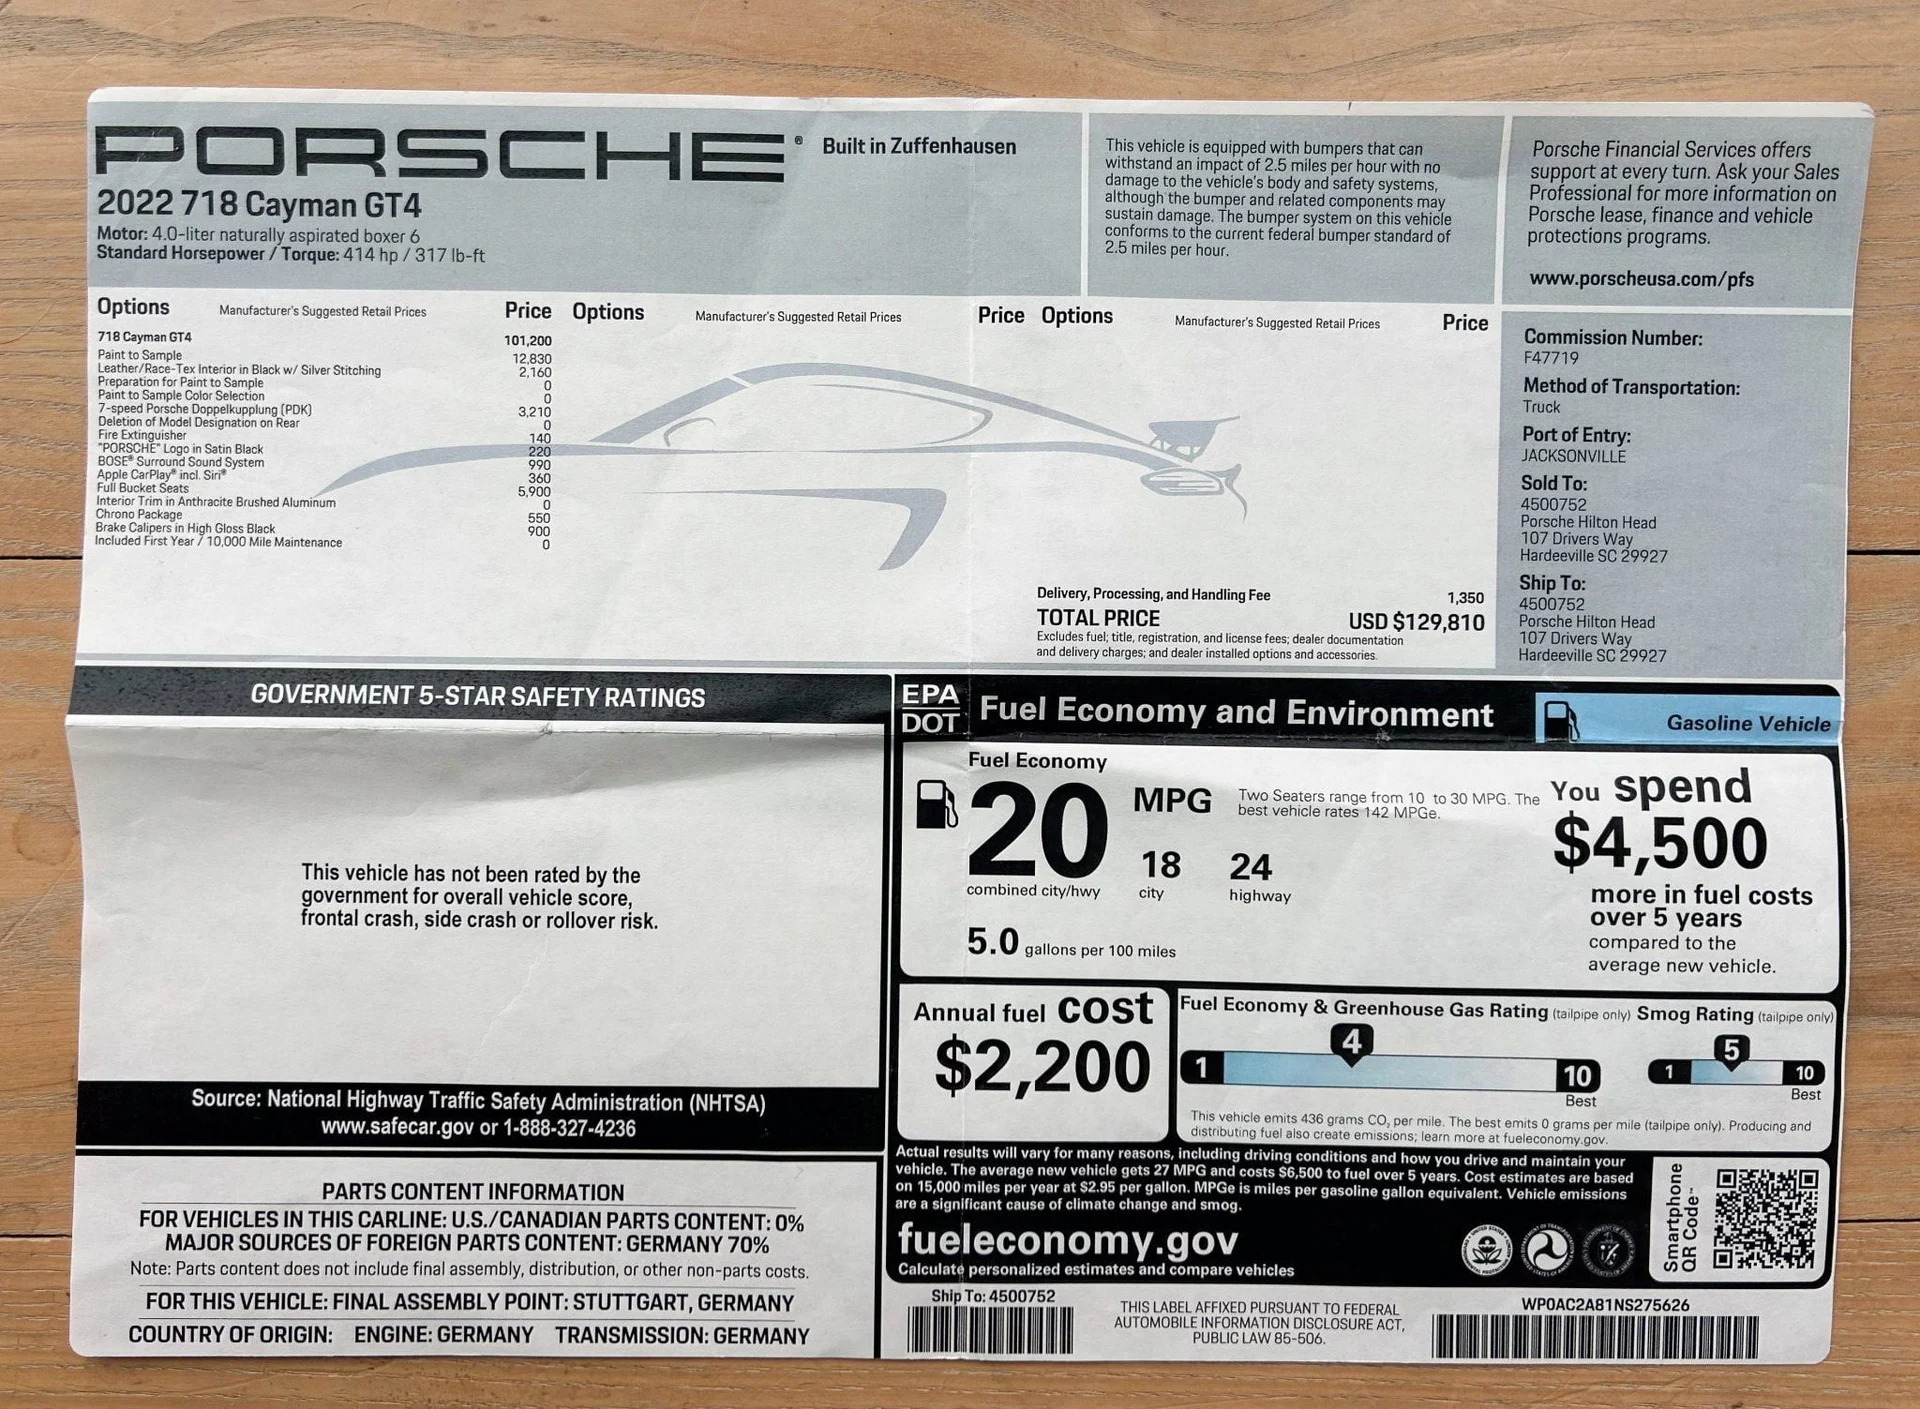 PORSCHE® Built in Zuffenhausen
2022 718 Cayman GT4
Motor: 4.0-liter naturally aspirated boxer 6
Standard Horsepower / Torque: 414 hp / 317 lb-ft
This vehicle is equipped with bumpers that can
withstand an impact of 2.5 miles per hour with no
damage to the vehicle's body and safety systems,
although the bumper and related components may
sustain damage. The bumper system on this vehicle
conforms to the current federal bumper standard of
2.5 miles per hour.
Porsche Financial Services offers
support at every turn. Ask your Sales
Professional for more information on
Porsche lease, finance and vehicle
protections programs.
www.porscheusa.com/pfs
Options Manufacturer's Suggested Retail Prices Price Options Manufacturer's Suggested Retail Prices Price Options Manufacturer's Suggested Retail Prices Price
718 Cayman GT4 101,200
Paint to Sample 12,830
Leather/Race-Tex Interior in Black w/ Silver Stitching 2,160
Preparation for Paint to Sample 0
Paint to Sample Color Selection 0
7-speed Porsche Doppelkupplung (PDK) 3,210
Deletion of Model Designation on Rear 0
Fire Extinguisher 140
"PORSCHE" Logo in Satin Black 220
BOSE® Surround Sound System 990
Apple CarPlay® incl. Siri® 360
Full Bucket Seats 5,900
Interior Trim in Anthracite Brushed Aluminum 0
Chrono Package 550
Brake Calipers in High Gloss Black 900
Included First Year / 10,000 Mile Maintenance 0
Delivery, Processing, and Handling Fee 1,350
TOTAL PRICE USD $129,810
Excludes fuel; title, registration, and license fees; dealer documentation
and delivery charges; and dealer installed options and accessories.
Commission Number:
F47719
Method of Transportation:
Truck
Port of Entry:
JACKSONVILLE
Sold To:
4500752
Porsche Hilton Head
107 Drivers Way
Hardeeville SC 29927
Ship To:
4500752
Porsche Hilton Head
107 Drivers Way
Hardeeville SC 29927
GOVERNMENT 5-STAR SAFETY RATINGS
This vehicle has not been rated by the
government for overall vehicle score,
frontal crash, side crash or rollover risk.
Source: National Highway Traffic Safety Administration (NHTSA)
www.safecar.gov or 1-888-327-4236
PARTS CONTENT INFORMATION
FOR VEHICLES IN THIS CARLINE: U.S./CANADIAN PARTS CONTENT: 0%
MAJOR SOURCES OF FOREIGN PARTS CONTENT: GERMANY 70%
Note: Parts content does not include final assembly, distribution, or other non-parts costs.
FOR THIS VEHICLE: FINAL ASSEMBLY POINT: STUTTGART, GERMANY
COUNTRY OF ORIGIN: ENGINE: GERMANY TRANSMISSION: GERMANY
EPA
DOT
Fuel Economy and Environment
Gasoline Vehicle
Fuel Economy
20 MPG
combined city/hwy
18
city
24
highway
Two Seaters range from 10 to 30 MPG. The
best vehicle rates 142 MPGe.
5.0 gallons per 100 miles
You spend
$4,500
more in fuel costs
over 5 years
compared to the
average new vehicle.
Annual fuel cost
$2,200
Fuel Economy & Greenhouse Gas Rating (tailpipe only) Smog Rating (tailpipe only)
1 4 10
Best
1 5 10
Best
This vehicle emits 436 grams CO2 per mile. The best emits 0 grams per mile (tailpipe only). Producing and
distributing fuel also create emissions; learn more at fueleconomy.gov.
Actual results will vary for many reasons, including driving conditions and how you drive and maintain your
vehicle. The average new vehicle gets 27 MPG and costs $6,500 to fuel over 5 years. Cost estimates are based
on 15,000 miles per year at $2.95 per gallon. MPGe is miles per gasoline gallon equivalent. Vehicle emissions
are a significant cause of climate change and smog.
fueleconomy.gov
Calculate personalized estimates and compare vehicles
Smartphone
QR Code™
Ship To: 4500752
THIS LABEL AFFIXED PURSUANT TO FEDERAL
AUTOMOBILE INFORMATION DISCLOSURE ACT,
PUBLIC LAW 85-506.
WP0AC2A81NS275626